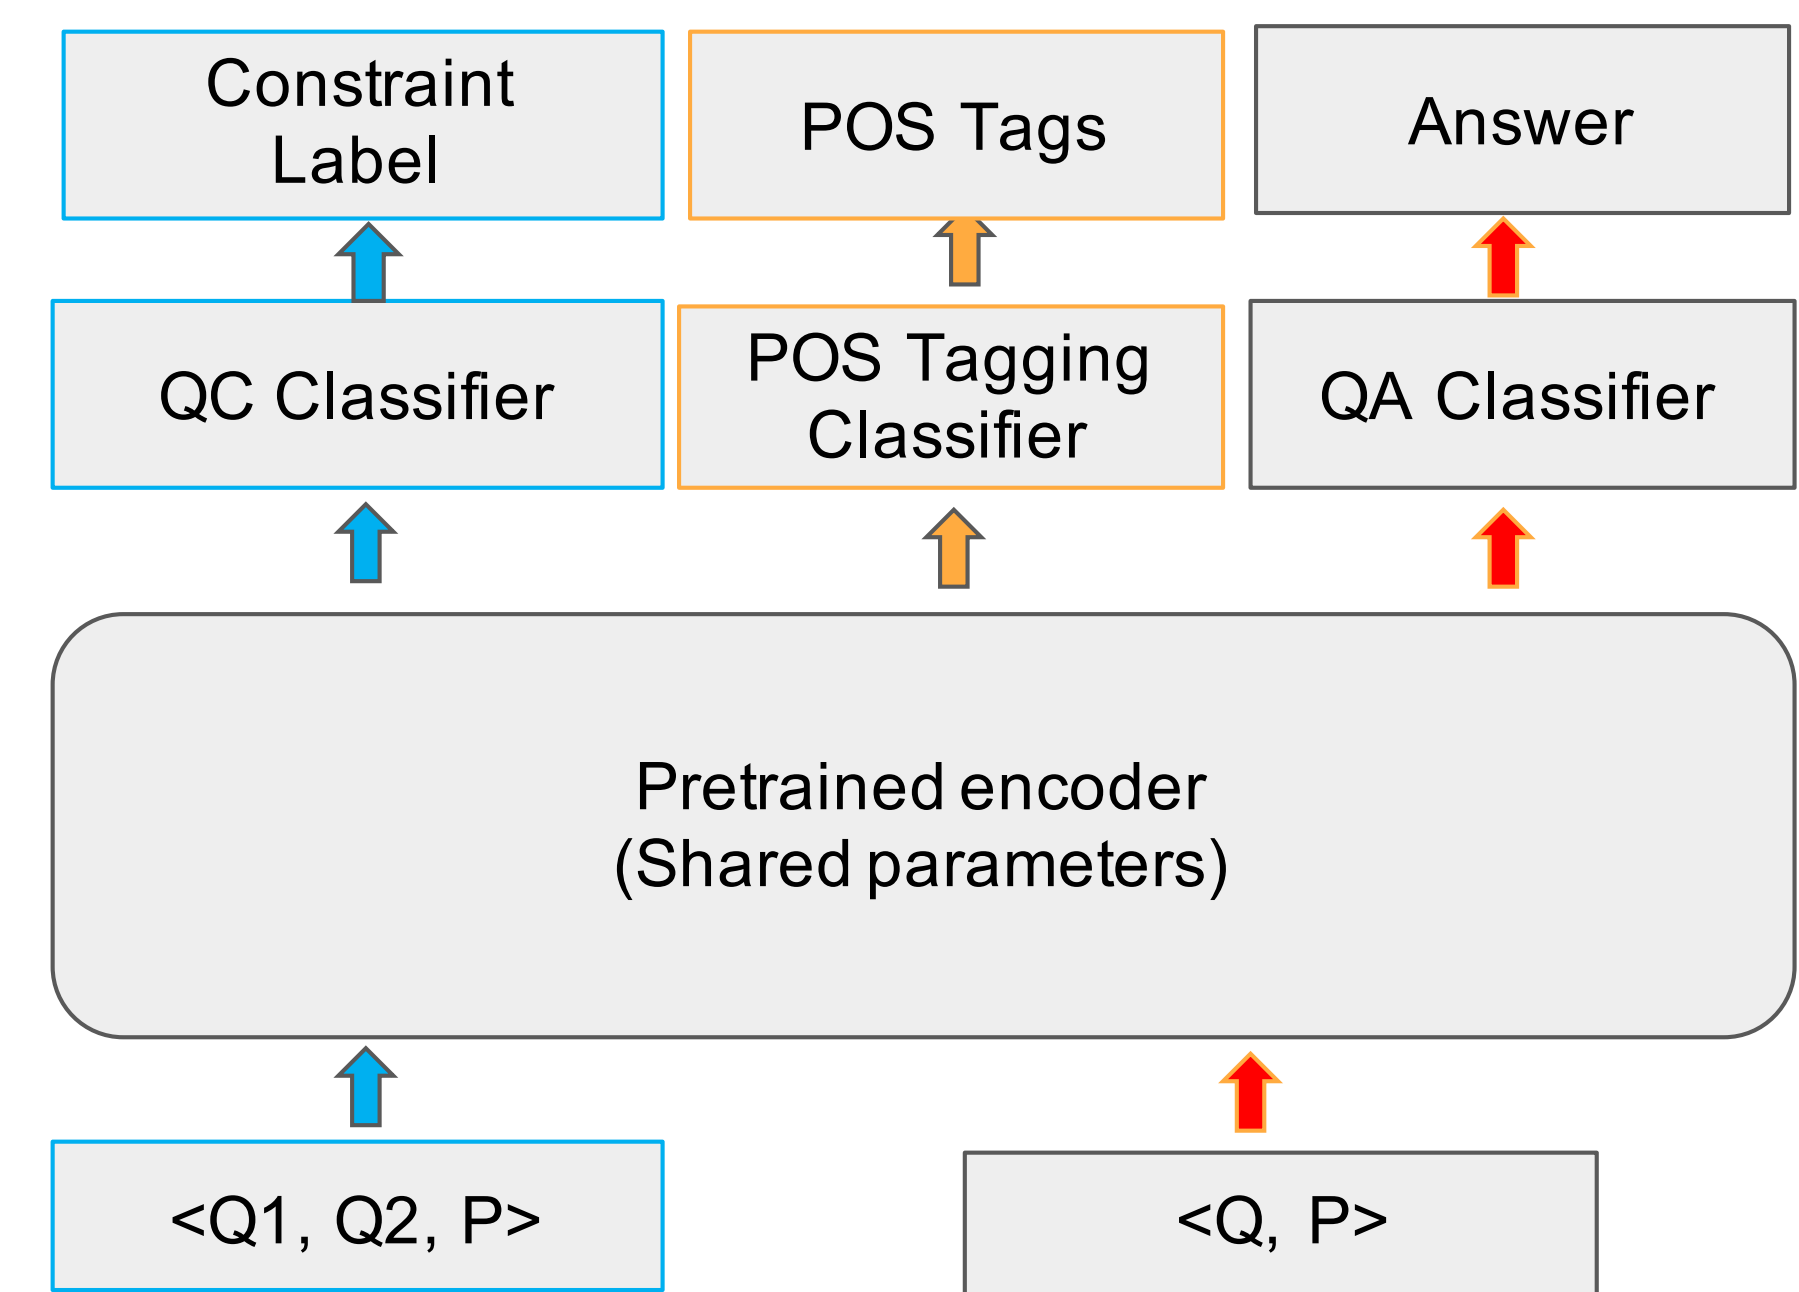 Constraint
Label
POS Tags
Answer
QC Classifier
POS Tagging
Classifier
QA Classifier
Pretrained encoder
(Shared parameters)
<Q1, Q2, P>
<Q, P>